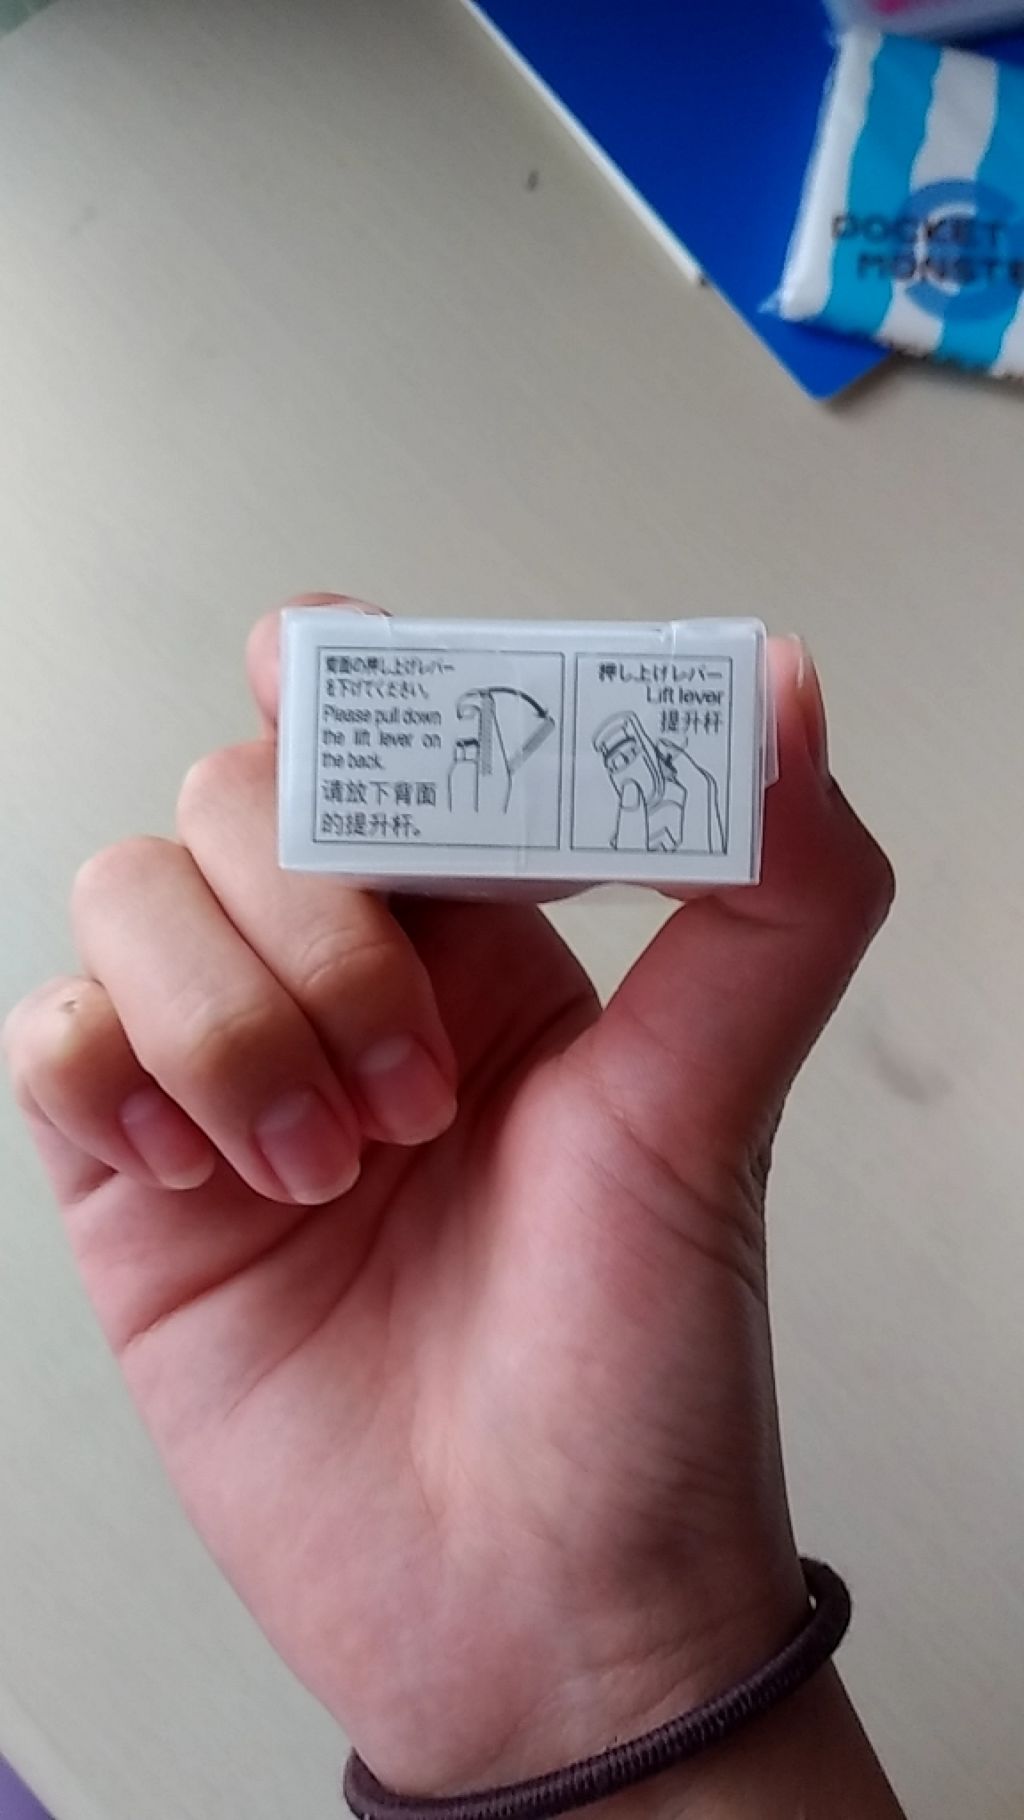 POCKET
MONSTE
背面の押し上げレバー
を下げてください。
Please pull down
the lift lever on
the back.
请放下背面
的提升杆。
押し上げレバー
Lift lever
提升杆